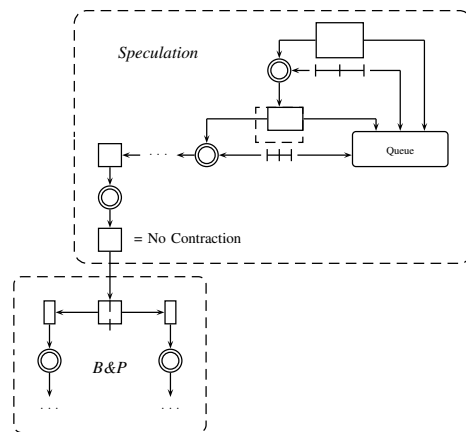 Speculation
Queue
. . .
= No Contraction
B&P
. . .
. . .